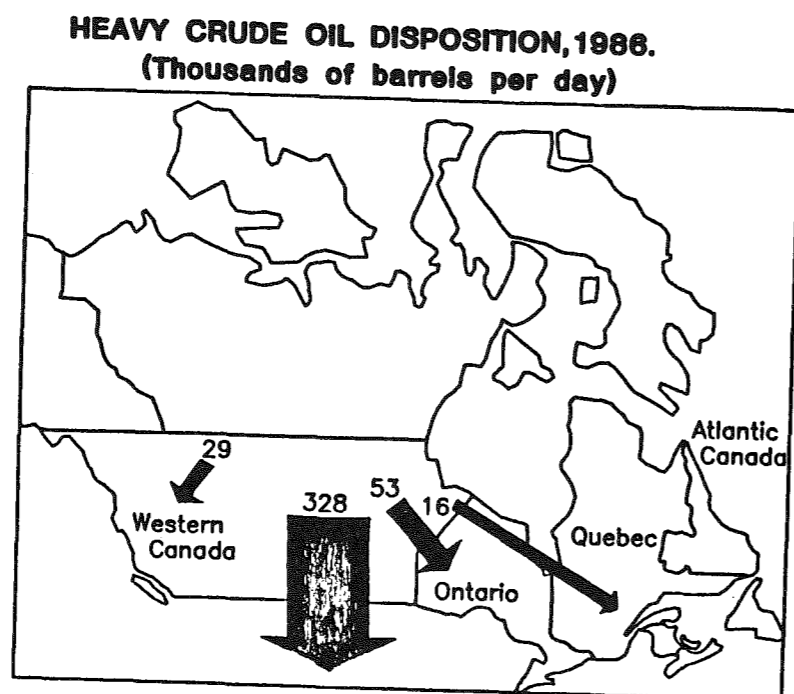 HEAVY CRUDE OIL DISPOSITION, 1986.
(Thousands of barrels per day)
Atlantic
Canada
29
328
53
16
Western
Canada
Quebec
Ontario